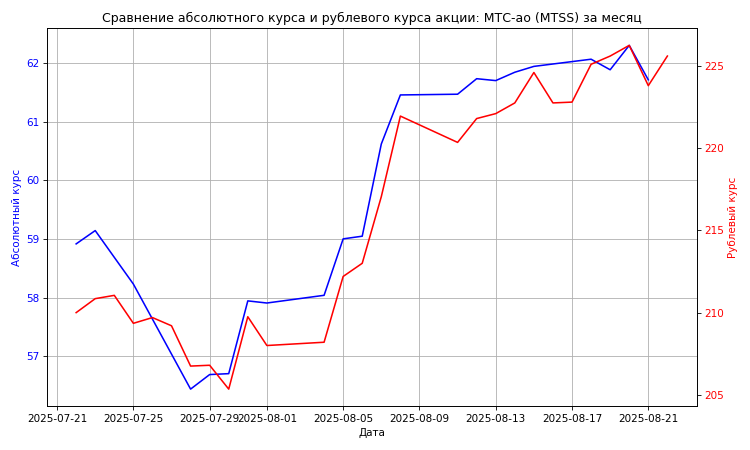 Сравнение абсолютного курса и рублевого курса акции: МТС-ао (MTSS) за месяц
Абсолютный курс
62
61
60
59
58
57
225
220
215
210
205
Рублевый курс
2025-07-21 2025-07-25 2025-07-29 2025-08-01 2025-08-05 2025-08-09 2025-08-13 2025-08-17 2025-08-21
Дата